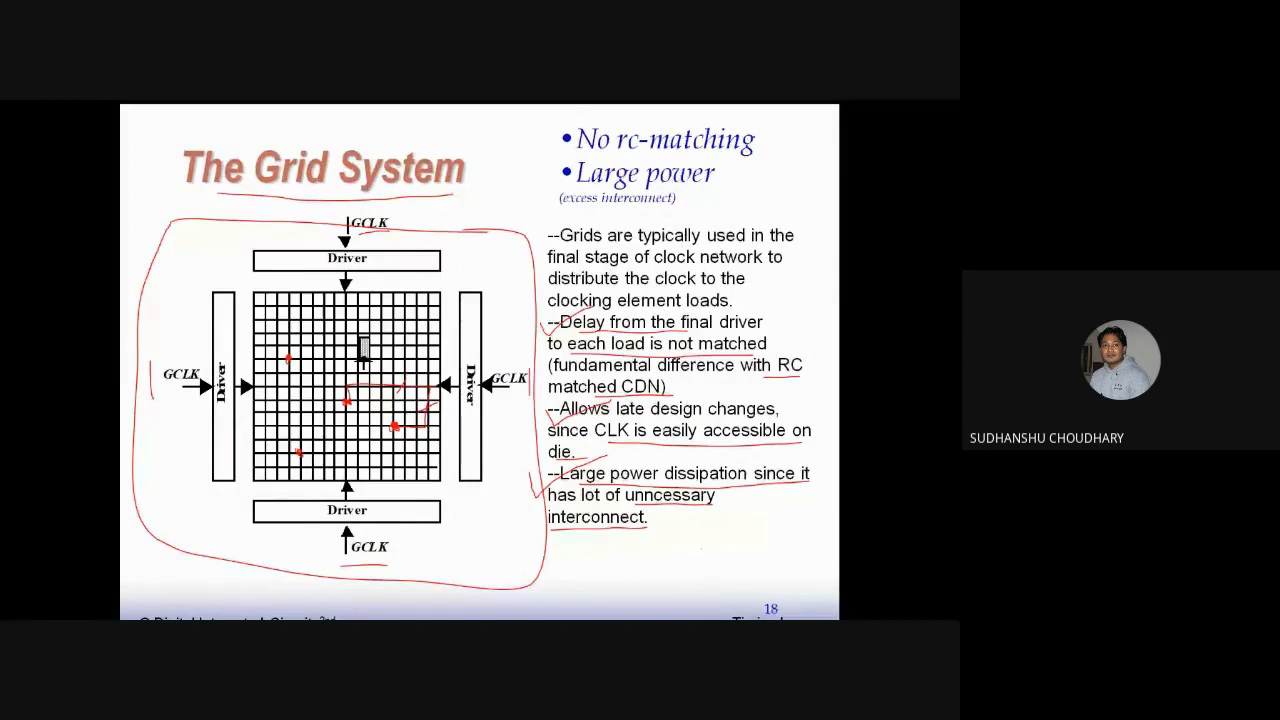 The Grid System
•No rc-matching
•Large power
(excess interconnect)
GCLK
Driver
GCLK
Driver
Driver
GCLK
Driver
GCLK
--Grids are typically used in the
final stage of clock network to
distribute the clock to the
clocking element loads.
--Delay from the final driver
to each load is not matched
(fundamental difference with RC
matched CDN)
--Allows late design changes,
since CLK is easily accessible on
die.
--Large power dissipation since it
has lot of unncessary
interconnect.
18
SUDHANSHU CHOUDHARY